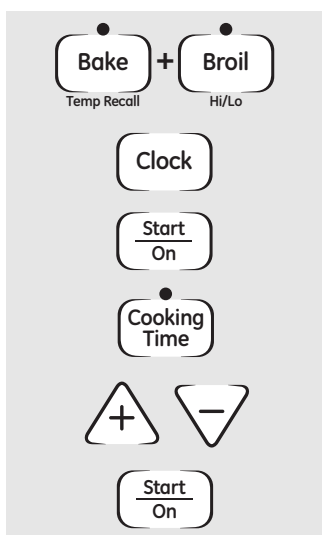 Bake + Broil
Temp Recall Hi/Lo
Clock
Start
On
Cooking
Time
+ −
Start
On